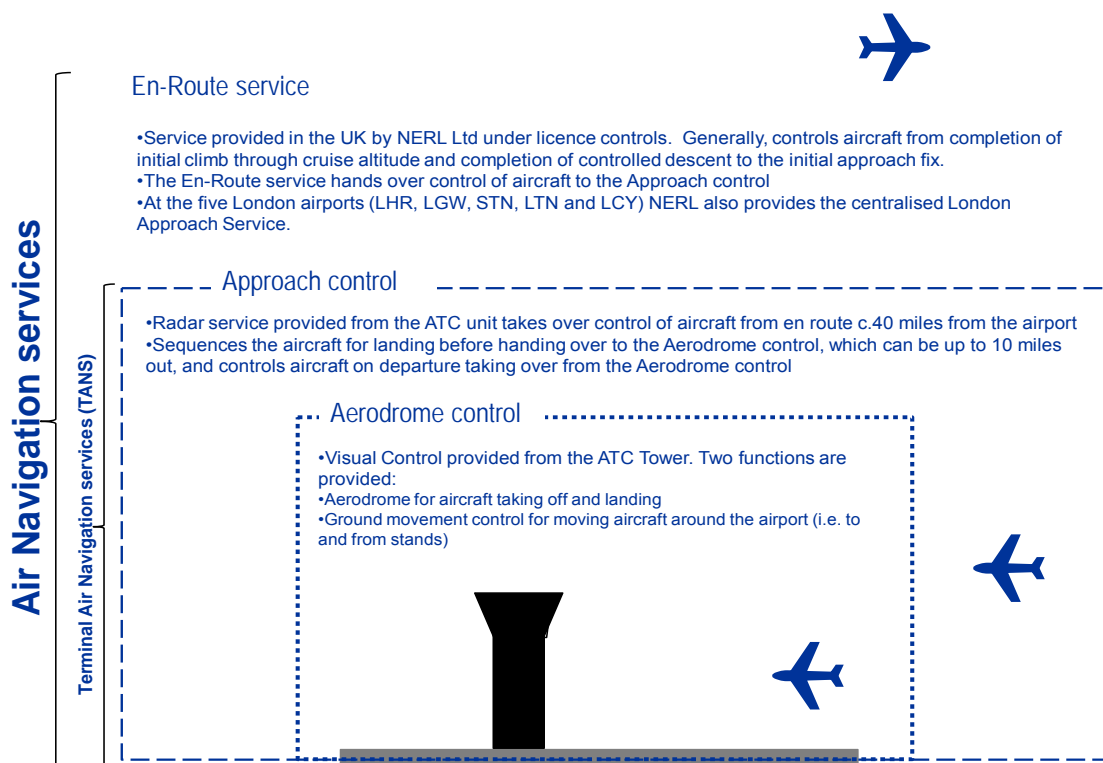 En-Route service
•Service provided in the UK by NERL Ltd under licence controls.  Generally, controls aircraft from completion of
initial climb through cruise altitude and completion of controlled descent to the initial approach fix.
•The En-Route service hands over control of aircraft to the Approach control
•At the five London airports (LHR, LGW, STN, LTN and LCY) NERL also provides the centralised London
Approach Service.
Air Navigation services
Terminal Air Navigation services (TANS)
Approach control
•Radar service provided from the ATC unit takes over control of aircraft from en route c.40 miles from the airport
•Sequences the aircraft for landing before handing over to the Aerodrome control, which can be up to 10 miles
out, and controls aircraft on departure taking over from the Aerodrome control
Aerodrome control
•Visual Control provided from the ATC Tower. Two functions are
provided:
•Aerodrome for aircraft taking off and landing
•Ground movement control for moving aircraft around the airport (i.e. to
and from stands)